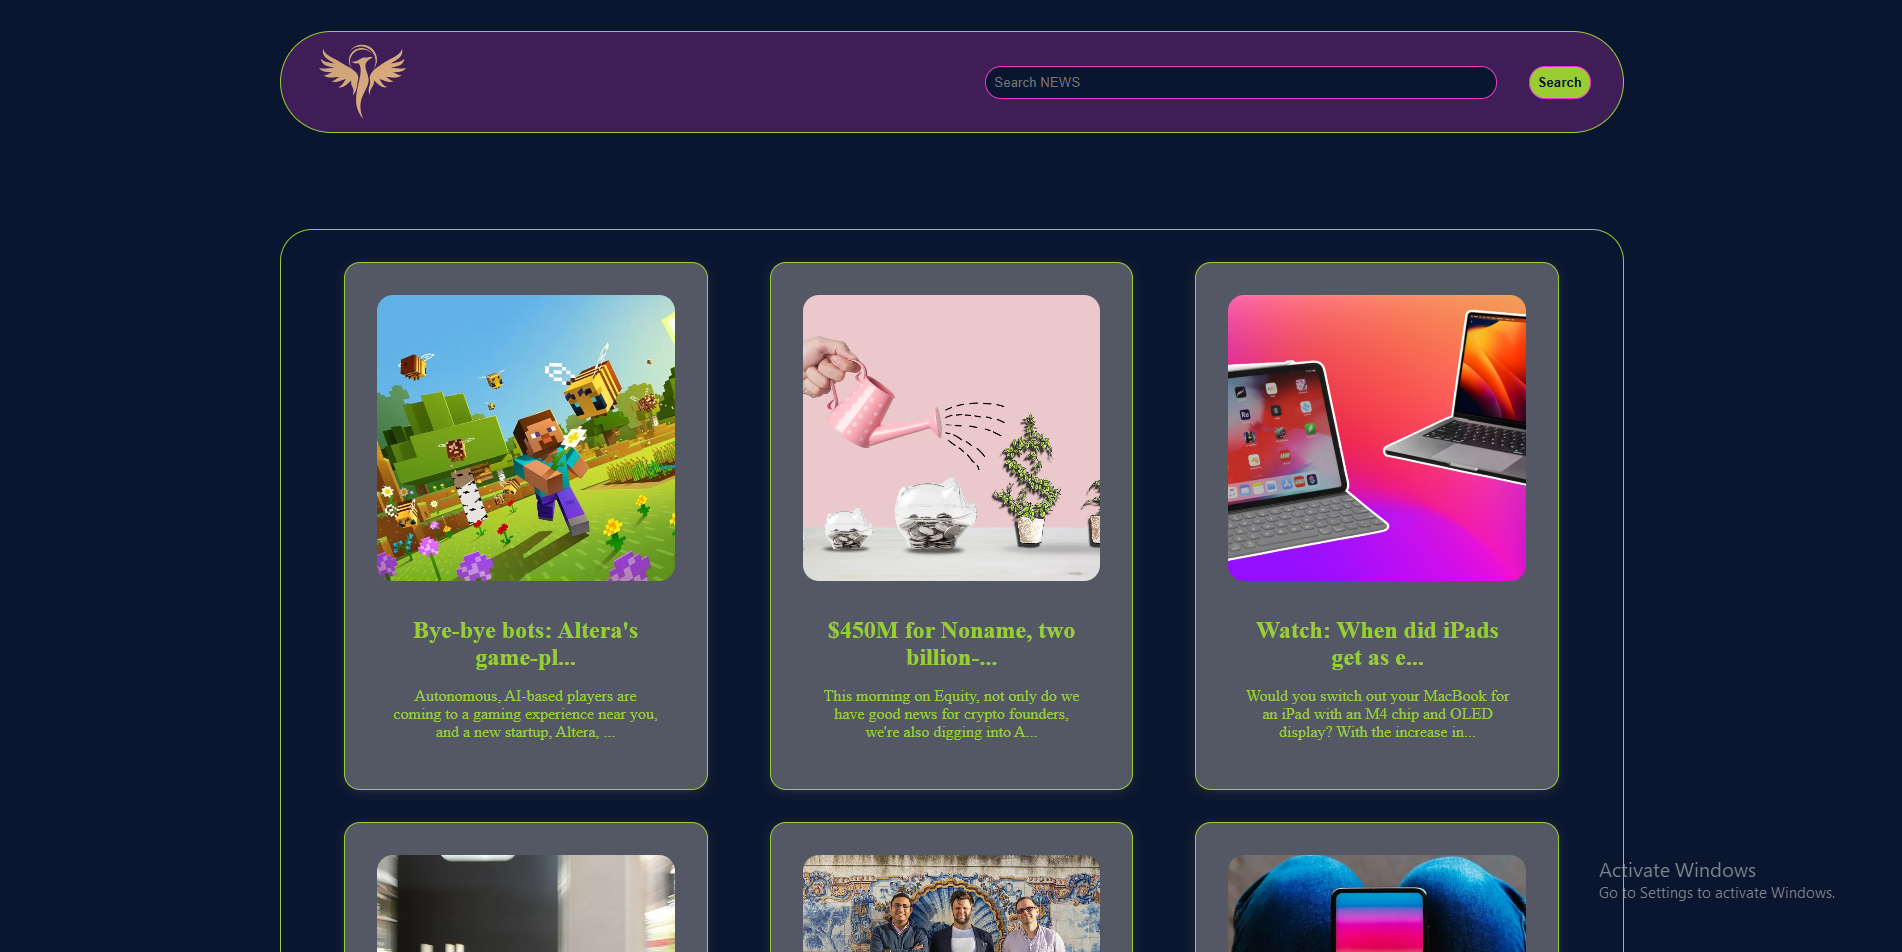 Search NEWS
Search
Bye-bye bots: Altera's
game-pl...
Autonomous, AI-based players are
coming to a gaming experience near you,
and a new startup, Altera, ...
$450M for Noname, two
billion-...
This morning on Equity, not only do we
have good news for crypto founders,
we're also digging into A...
Watch: When did iPads
get as e...
Would you switch out your MacBook for
an iPad with an M4 chip and OLED
display? With the increase in...
Activate Windows
Go to Settings to activate Windows.